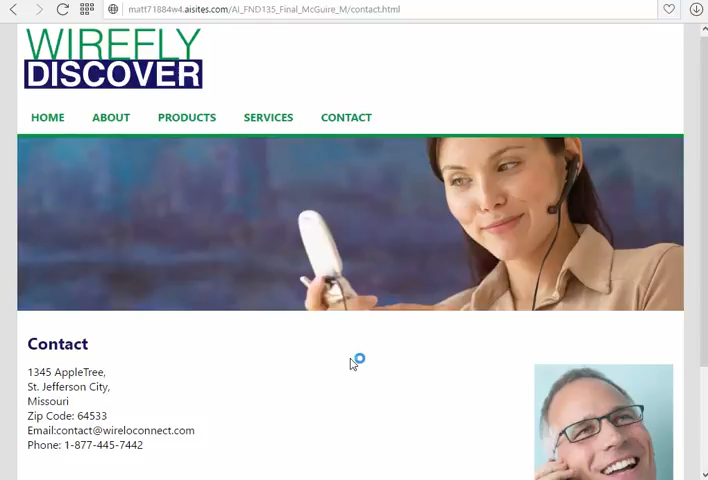 matt71884w4.aisites.com/AI_FND135_Final_McGuire_M/contact.html
WIREFLY
DISCOVER
HOME ABOUT PRODUCTS SERVICES CONTACT
Contact
1345 AppleTree,
St. Jefferson City,
Missouri
Zip Code: 64533
Email:contact@wireloconnect.com
Phone: 1-877-445-7442